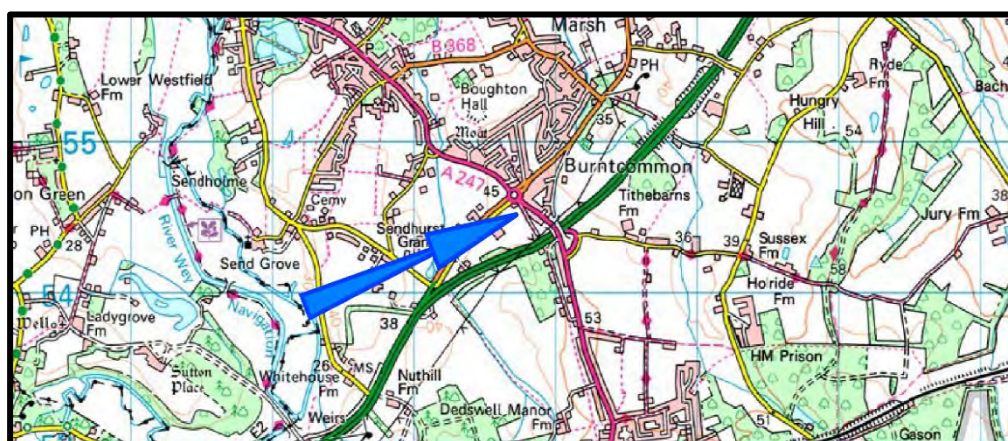 Marsh
B 368
PH
Ryde
Fm
Bach
Lower Westfield
Fm
Boughton
Hall
Moat
Hungry
Hill
35
54
55
A 247
45
Burntcommon
Tithebarns
Fm
Sendholme
Cemy
Sendhurst
Grange
on Green
PH
28
38
Jury Fm
River Wey
Navigation
Send Grove
36
39
Sussex
Fm
58
54
Ladygrove
Fm
38
40
53
Fm
Sutton
Place
26
MS
Whitehouse
Fm
Weirs
Nuthill
Fm
HM Prison
Dedswell Manor
Fm
51
Gason